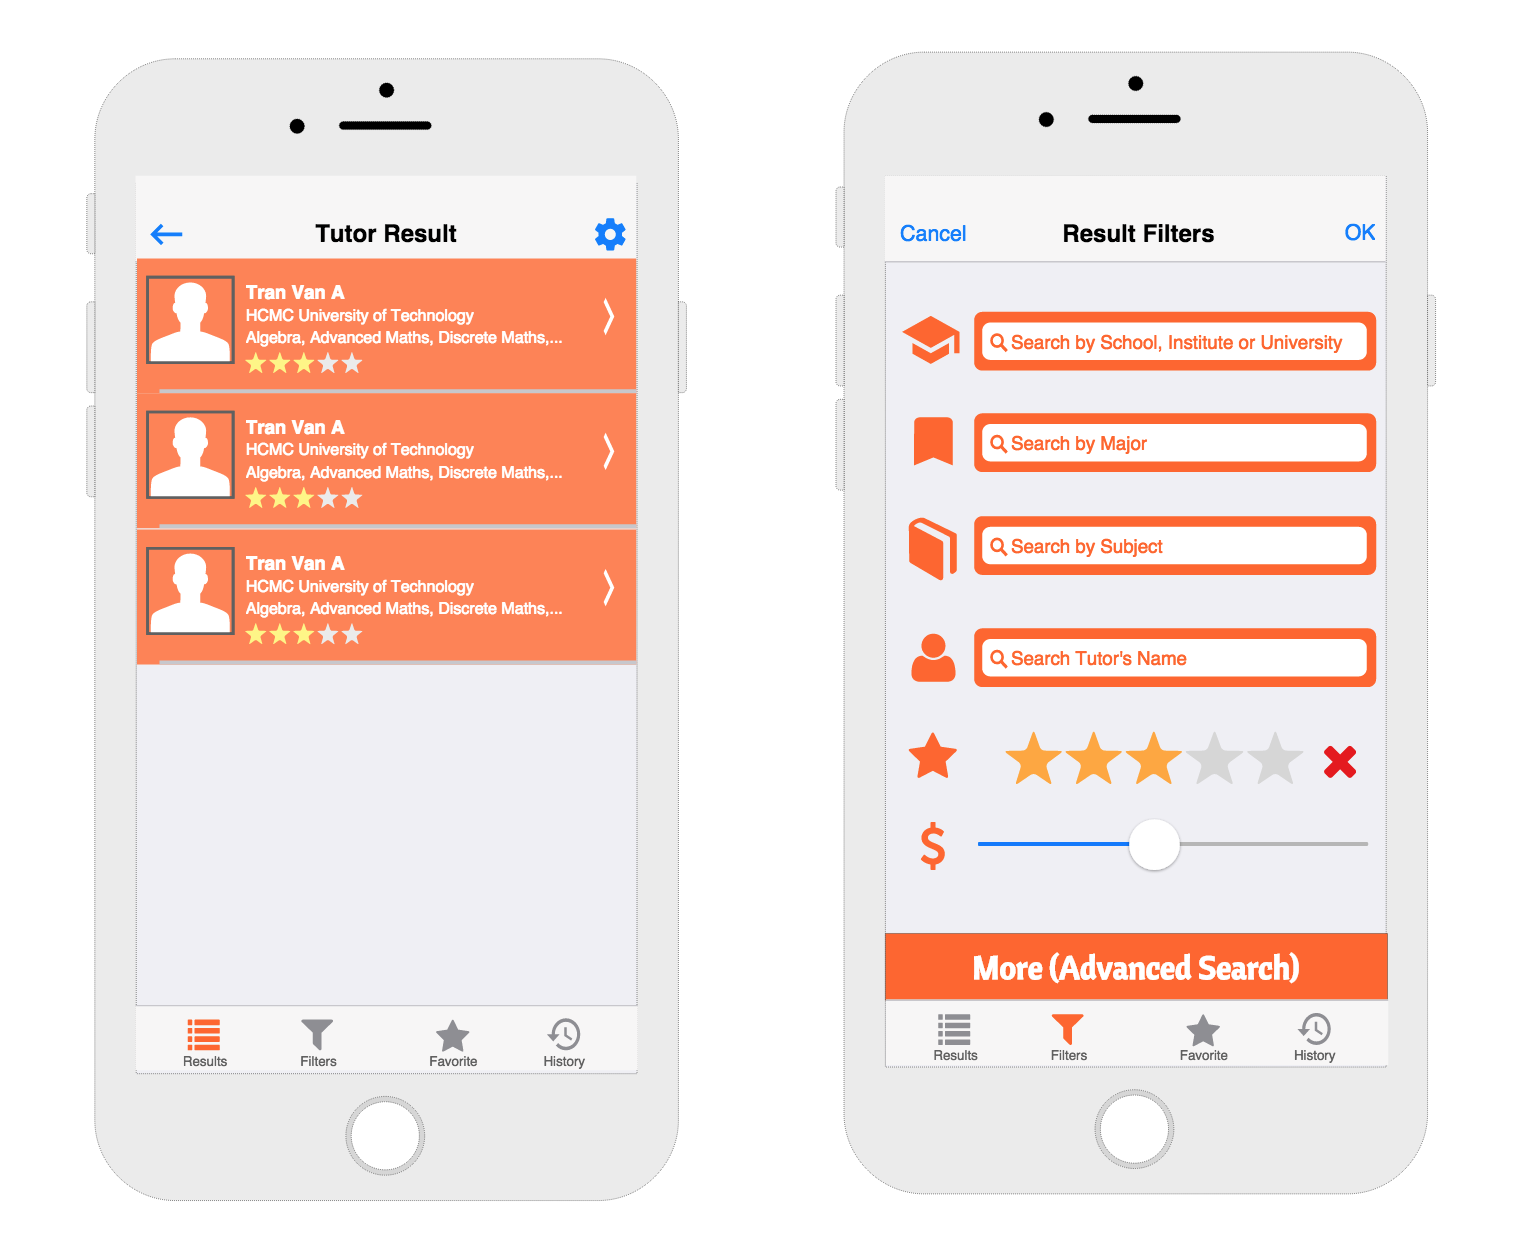 Tutor Result
Tran Van A
HCMC University of Technology
Algebra, Advanced Maths, Discrete Maths,...
Tran Van A
HCMC University of Technology
Algebra, Advanced Maths, Discrete Maths,...
Tran Van A
HCMC University of Technology
Algebra, Advanced Maths, Discrete Maths,...
Results Filters Favorite History
Cancel Result Filters OK
Search by School, Institute or University
Search by Major
Search by Subject
Search Tutor's Name
$
More (Advanced Search)
Results Filters Favorite History